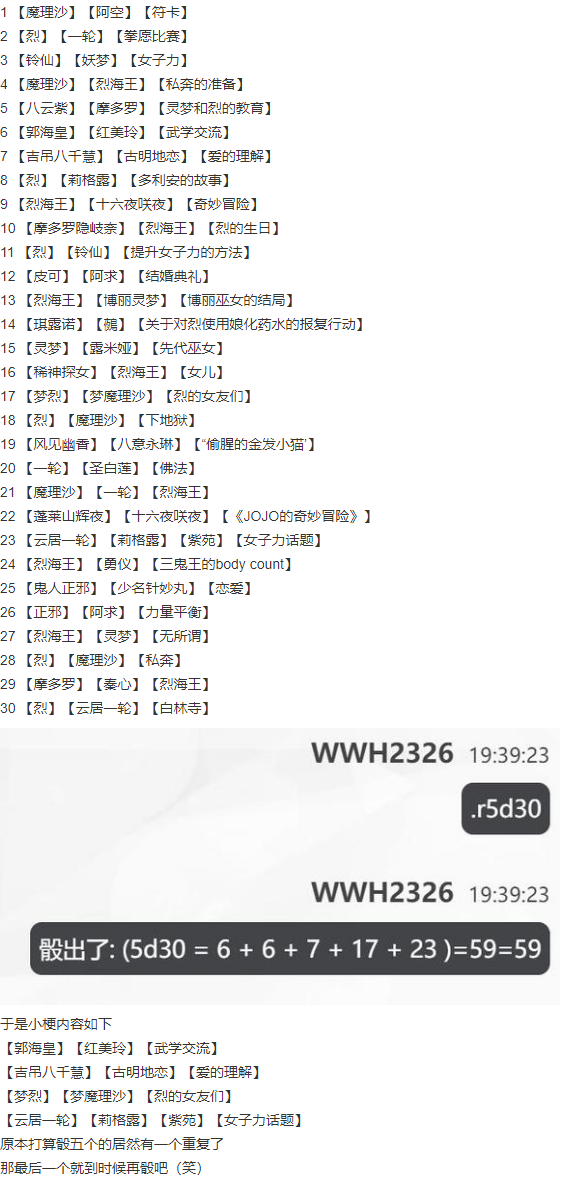 1 【魔理沙】【阿空】【符卡】
2 【烈】【一轮】【拳愿比赛】
3 【铃仙】【妖梦】【女子力】
4 【魔理沙】【烈海王】【私奔的准备】
5 【八云紫】【摩多罗】【灵梦和烈的教育】
6 【郭海皇】【红美玲】【武学交流】
7 【吉吊八千慧】【古明地恋】【爱的理解】
8 【烈】【莉格露】【多利安的故事】
9 【烈海王】【十六夜咲夜】【奇妙冒险】
10 【摩多罗隐岐奈】【烈海王】【烈的生日】
11 【烈】【铃仙】【提升女子力的方法】
12 【皮可】【阿求】【结婚典礼】
13 【烈海王】【博丽灵梦】【博丽巫女的结局】
14 【琪露诺】【鵺】【关于对烈使用娘化药水的报复行动】
15 【灵梦】【露米娅】【先代巫女】
16 【稀神探女】【烈海王】【女儿】
17 【梦烈】【梦魔理沙】【烈的女友们】
18 【烈】【魔理沙】【下地狱】
19 【风见幽香】【八意永琳】【“偷腥的金发小猫”】
20 【一轮】【圣白莲】【佛法】
21 【魔理沙】【一轮】【烈海王】
22 【蓬莱山辉夜】【十六夜咲夜】【《JOJO的奇妙冒险》】
23 【云居一轮】【莉格露】【紫苑】【女子力话题】
24 【烈海王】【勇仪】【三鬼王的body count】
25 【鬼人正邪】【少名针妙丸】【恋爱】
26 【正邪】【阿求】【力量平衡】
27 【烈海王】【灵梦】【无所谓】
28 【烈】【魔理沙】【私奔】
29 【摩多罗】【秦心】【烈海王】
30 【烈】【云居一轮】【白林寺】
WWH2326 19:39:23
.r5d30
WWH2326 19:39:23
骰出了: (5d30 = 6 + 6 + 7 + 17 + 23 )=59=59
于是小梗内容如下
【郭海皇】【红美玲】【武学交流】
【吉吊八千慧】【古明地恋】【爱的理解】
【梦烈】【梦魔理沙】【烈的女友们】
【云居一轮】【莉格露】【紫苑】【女子力话题】
原本打算骰五个的居然有一个重复了
那最后一个就到时候再骰吧（笑）